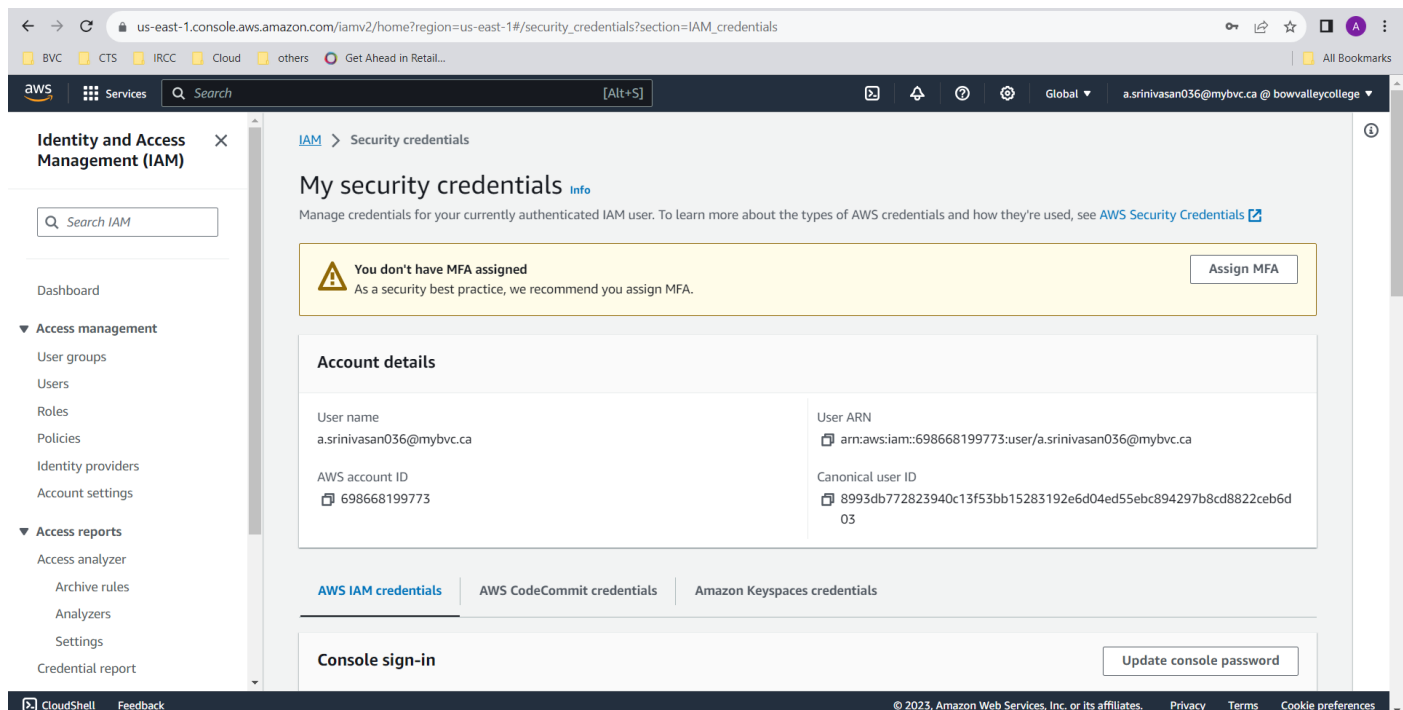 us-east-1.console.aws.amazon.com/iamv2/home?region=us-east-1#/security_credentials?section=IAM_credentials
A
BVC CTS IRCC Cloud others Get Ahead in Retail... All Bookmarks
aws Services Search [Alt+S] Global a.srinivasan036@mybvc.ca @ bowvalleycollege
Identity and Access
Management (IAM)
Search IAM
Dashboard
Access management
User groups
Users
Roles
Policies
Identity providers
Account settings
Access reports
Access analyzer
Archive rules
Analyzers
Settings
Credential report
IAM > Security credentials
My security credentials Info
Manage credentials for your currently authenticated IAM user. To learn more about the types of AWS credentials and how they're used, see AWS Security Credentials
You don't have MFA assigned
As a security best practice, we recommend you assign MFA.
Assign MFA
Account details
User name
a.srinivasan036@mybvc.ca
User ARN
arn:aws:iam::698668199773:user/a.srinivasan036@mybvc.ca
AWS account ID
698668199773
Canonical user ID
8993db772823940c13f53bb15283192e6d04ed55ebc894297b8cd8822ceb6d
03
AWS IAM credentials AWS CodeCommit credentials Amazon Keyspaces credentials
Console sign-in
Update console password
CloudShell Feedback © 2023, Amazon Web Services, Inc. or its affiliates. Privacy Terms Cookie preferences